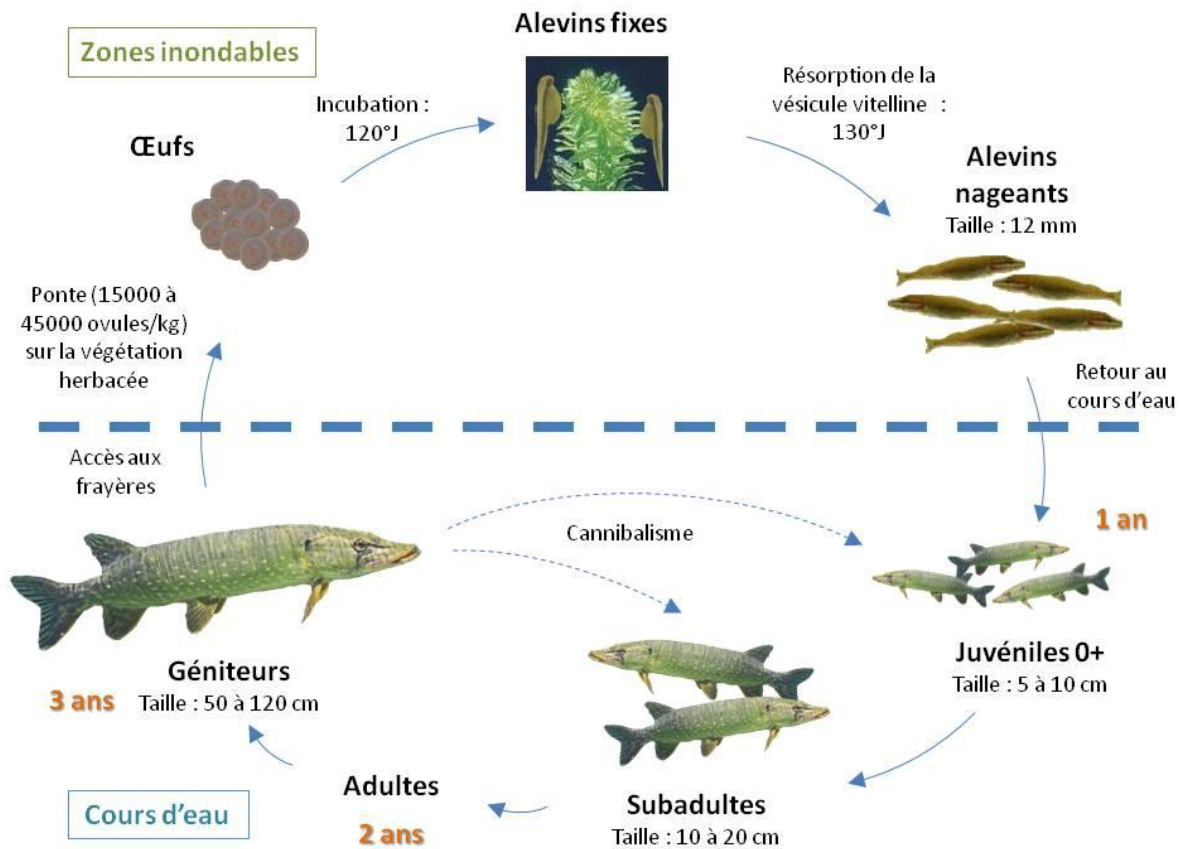 Zones inondables
Alevins fixes
Incubation :
120°J
Résorption de la
vésicule vitelline :
130°J
Œufs
Alevins
nageants
Taille : 12 mm
Ponte (15000 à
45000 ovules/kg)
sur la végétation
herbacée
Retour au
cours d'eau
Accès aux
frayères
Cannibalisme
1 an
Géniteurs
3 ans
Taille : 50 à 120 cm
Juvéniles 0+
Taille : 5 à 10 cm
Adultes
2 ans
Subadultes
Taille : 10 à 20 cm
Cours d'eau